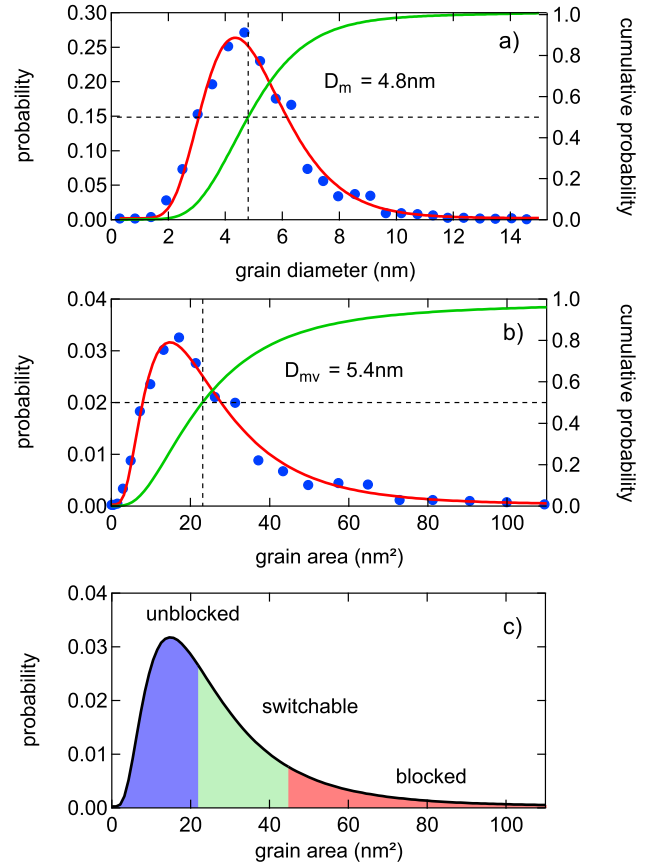 0.30
0.25
0.20
0.15
0.10
0.05
0.00
probability
a)
D_m = 4.8nm
1.0
0.8
0.6
0.4
0.2
0.0
cumulative probability
0 2 4 6 8 10 12 14
grain diameter (nm)
0.04
0.03
0.02
0.01
0.00
probability
b)
D_mv = 5.4nm
1.0
0.8
0.6
0.4
0.2
0.0
cumulative probability
0 20 40 60 80 100
grain area (nm²)
0.04
0.03
0.02
0.01
0.00
probability
unblocked
c)
switchable
blocked
0 20 40 60 80 100
grain area (nm²)